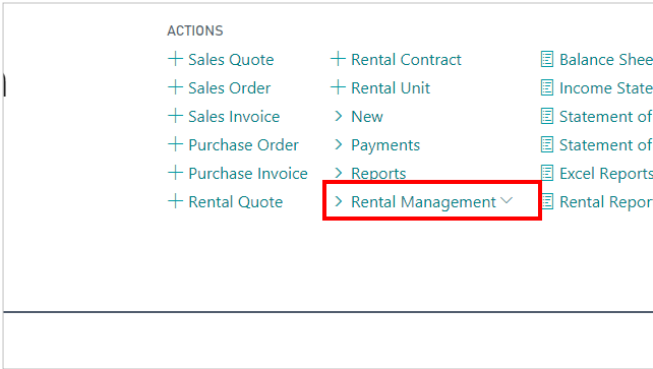 ACTIONS
+ Sales Quote
+ Sales Order
+ Sales Invoice
+ Purchase Order
+ Purchase Invoice
+ Rental Quote
+ Rental Contract
+ Rental Unit
> New
> Payments
> Reports
> Rental Management
Balance Shee
Income State
Statement of
Statement of
Excel Reports
Rental Repor